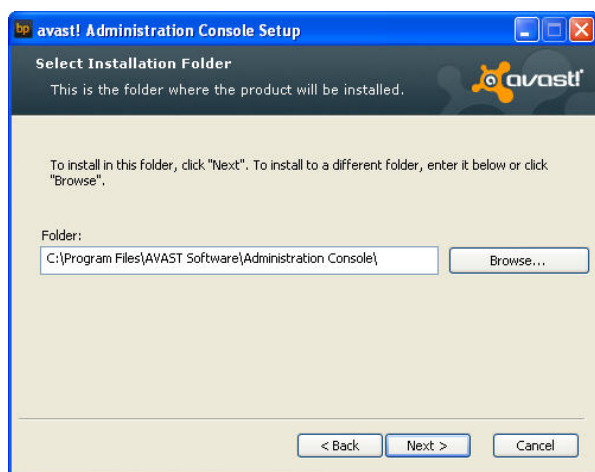 bp avast! Administration Console Setup
Select Installation Folder
This is the folder where the product will be installed.
avast!
To install in this folder, click "Next". To install to a different folder, enter it below or click
"Browse".
Folder:
C:\Program Files\AVAST Software\Administration Console\
Browse...
< Back
Next >
Cancel